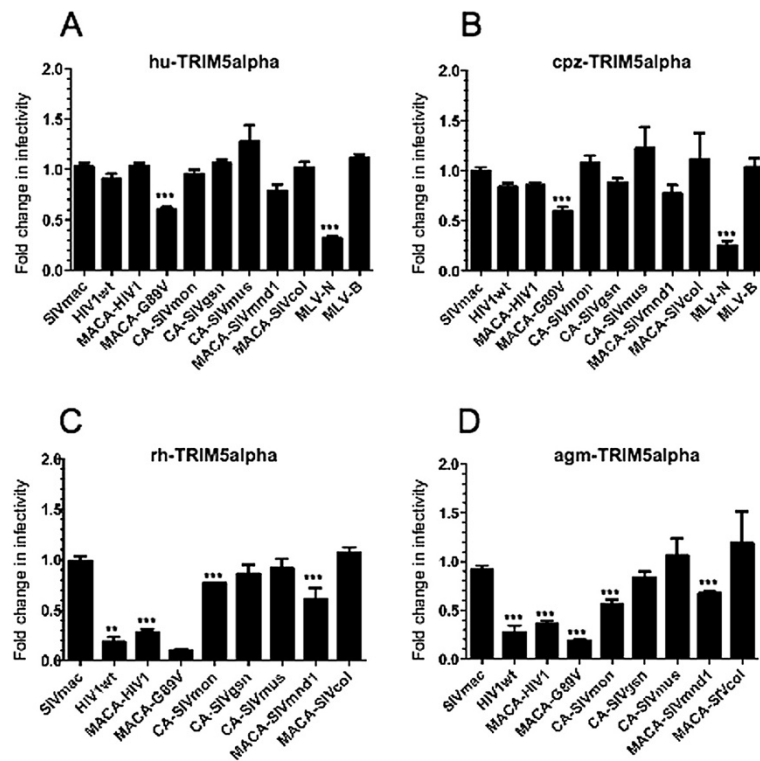 A
hu-TRIM5alpha
Fold change in infectivity
2.0
1.5
1.0
0.5
0.0
***
***
SIVmac
HIV1wt
MACA-HIV1
MACA-G89V
CA-SIVmon
CA-SIVgsn
CA-SIVmus
MACA-SIVmnd1
MACA-SIVcol
MLV-N
MLV-B
B
cpz-TRIM5alpha
Fold change in infectivity
2.0
1.5
1.0
0.5
0.0
***
***
SIVmac
HIV1wt
MACA-HIV1
MACA-G89V
CA-SIVmon
CA-SIVgsn
CA-SIVmus
MACA-SIVmnd1
MACA-SIVcol
MLV-N
MLV-B
C
rh-TRIM5alpha
Fold change in infectivity
2.0
1.5
1.0
0.5
0.0
**
***
***
***
SIVmac
HIV1wt
MACA-HIV1
MACA-G89V
CA-SIVmon
CA-SIVgsn
CA-SIVmus
MACA-SIVmnd1
MACA-SIVcol
D
agm-TRIM5alpha
Fold change in infectivity
2.0
1.5
1.0
0.5
0.0
***
***
***
***
***
SIVmac
HIV1wt
MACA-HIV1
MACA-G89V
CA-SIVmon
CA-SIVgsn
CA-SIVmus
MACA-SIVmnd1
MACA-SIVcol